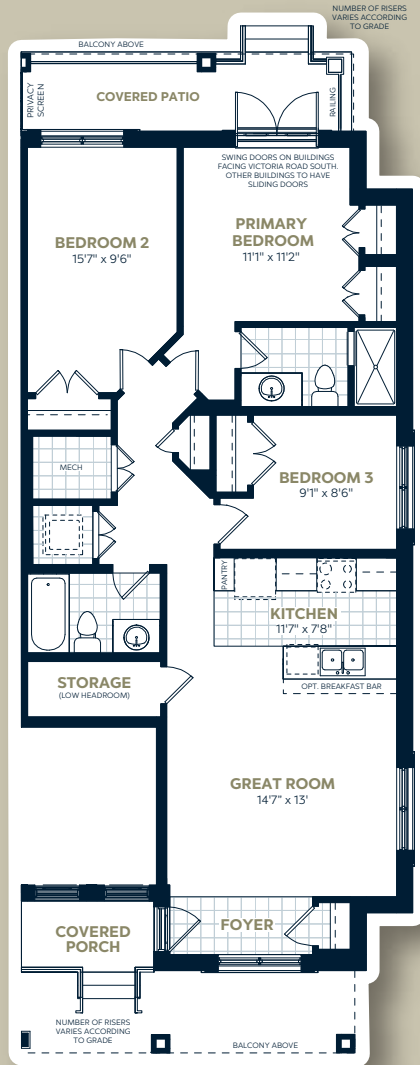 NUMBER OF RISERS
VARIES ACCORDING
TO GRADE
BALCONY ABOVE
PRIVACY
SCREEN
COVERED PATIO
RAILING
SWING DOORS ON BUILDINGS
FACING VICTORIA ROAD SOUTH.
OTHER BUILDINGS TO HAVE
SLIDING DOORS
BEDROOM 2
15'7" x 9'6"
PRIMARY
BEDROOM
11'1" x 11'2"
MECH
BEDROOM 3
9'1" x 8'6"
PANTRY
KITCHEN
11'7" x 7'8"
OPT. BREAKFAST BAR
STORAGE
(LOW HEADROOM)
GREAT ROOM
14'7" x 13'
COVERED
PORCH
FOYER
NUMBER OF RISERS
VARIES ACCORDING
TO GRADE
BALCONY ABOVE